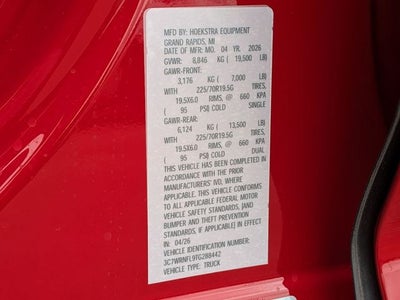 MFD BY: HOEKSTRA EQUIPMENT
GRAND RAPIDS, MI
DATE OF MFR: MO. 04 YR. 2026
GVWR: 8,846 KG ( 19,500 LB)
GAWR-FRONT:
3,176 KG ( 7,000 LB)
WITH 225/70R19.5G TIRES,
19.5X6.0 RIMS, @ 660 KPA
( 95 PSI) COLD SINGLE
GAWR-REAR:
6,124 KG ( 13,500 LB)
WITH 225/70R19.5G TIRES,
19.5X6.0 RIMS, @ 660 KPA
( 95 PSI) COLD DUAL
THIS VEHICLE HAS BEEN COMPLETED IN
ACCORDANCE WITH THE PRIOR
MANUFACTURERS' IVD, WHERE
APPLICABLE. THIS VEHICLE CONFORMS
TO ALL APPLICABLE FEDERAL MOTOR
VEHICLE SAFETY STANDARDS, [AND
BUMPER AND THEFT PREVENTION
STANDARDS, IF APPLICABLE] IN EFFECT
IN: 04/26
VEHICLE IDENTIFICATION NUMBER:
3C7WRNFL9TG288442
VEHICLE TYPE: TRUCK